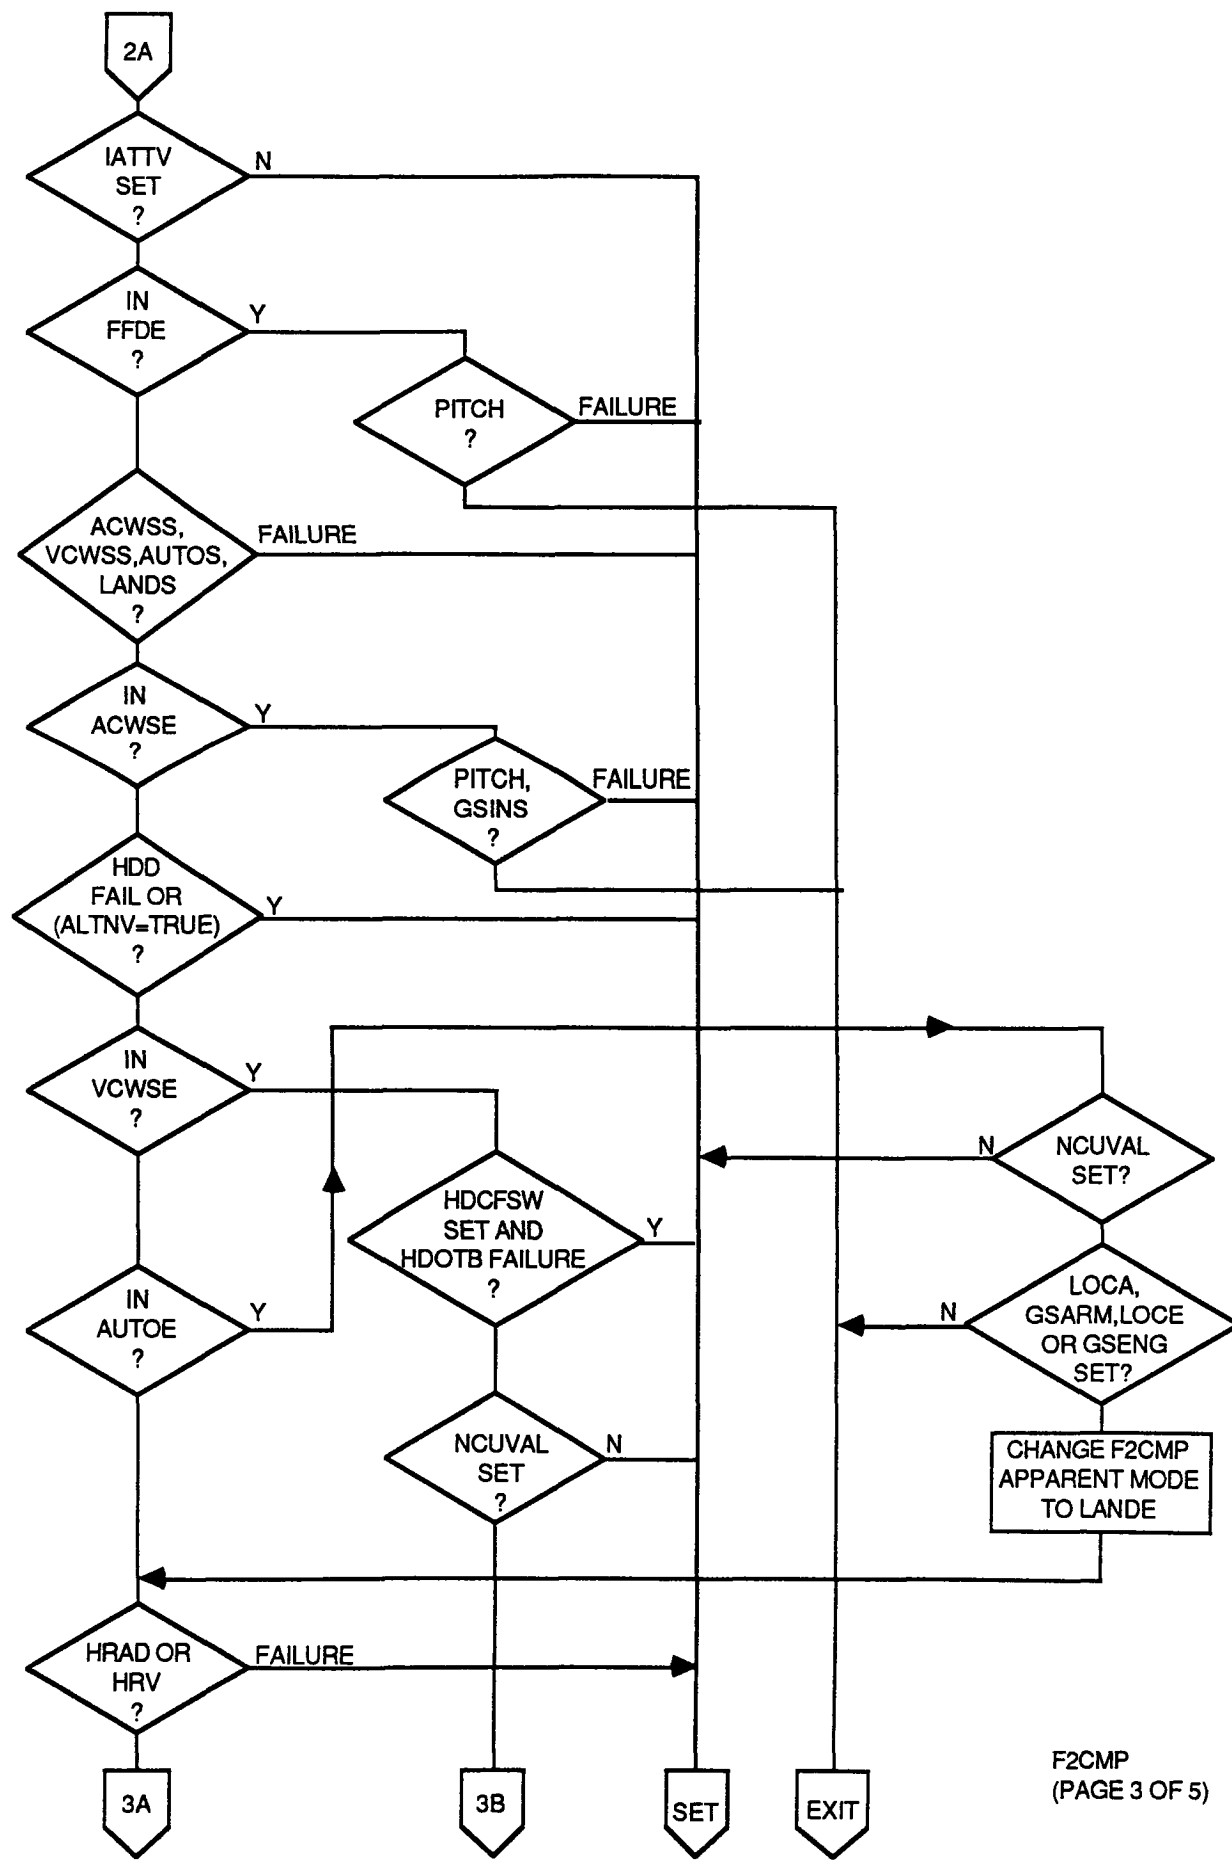 2A
IATTV
SET
?
N
IN
FFDE
?
Y
PITCH
?
FAILURE
ACWSS,
VCWSS,AUTOS,
LANDS
?
FAILURE
IN
ACWSE
?
Y
PITCH,
GSINS
?
FAILURE
HDD
FAIL OR
(ALTNV=TRUE)
?
Y
IN
VCWSE
?
Y
NCUVAL
SET?
N
HDCFSW
SET AND
HDOTB FAILURE
?
Y
IN
AUTOE
?
Y
LOCA,
GSARM,LOCE
OR GSENG
SET?
N
NCUVAL
SET
?
N
CHANGE F2CMP
APPARENT MODE
TO LANDE
HRAD OR
HRV
?
FAILURE
3A
3B
SET
EXIT
F2CMP
(PAGE 3 OF 5)